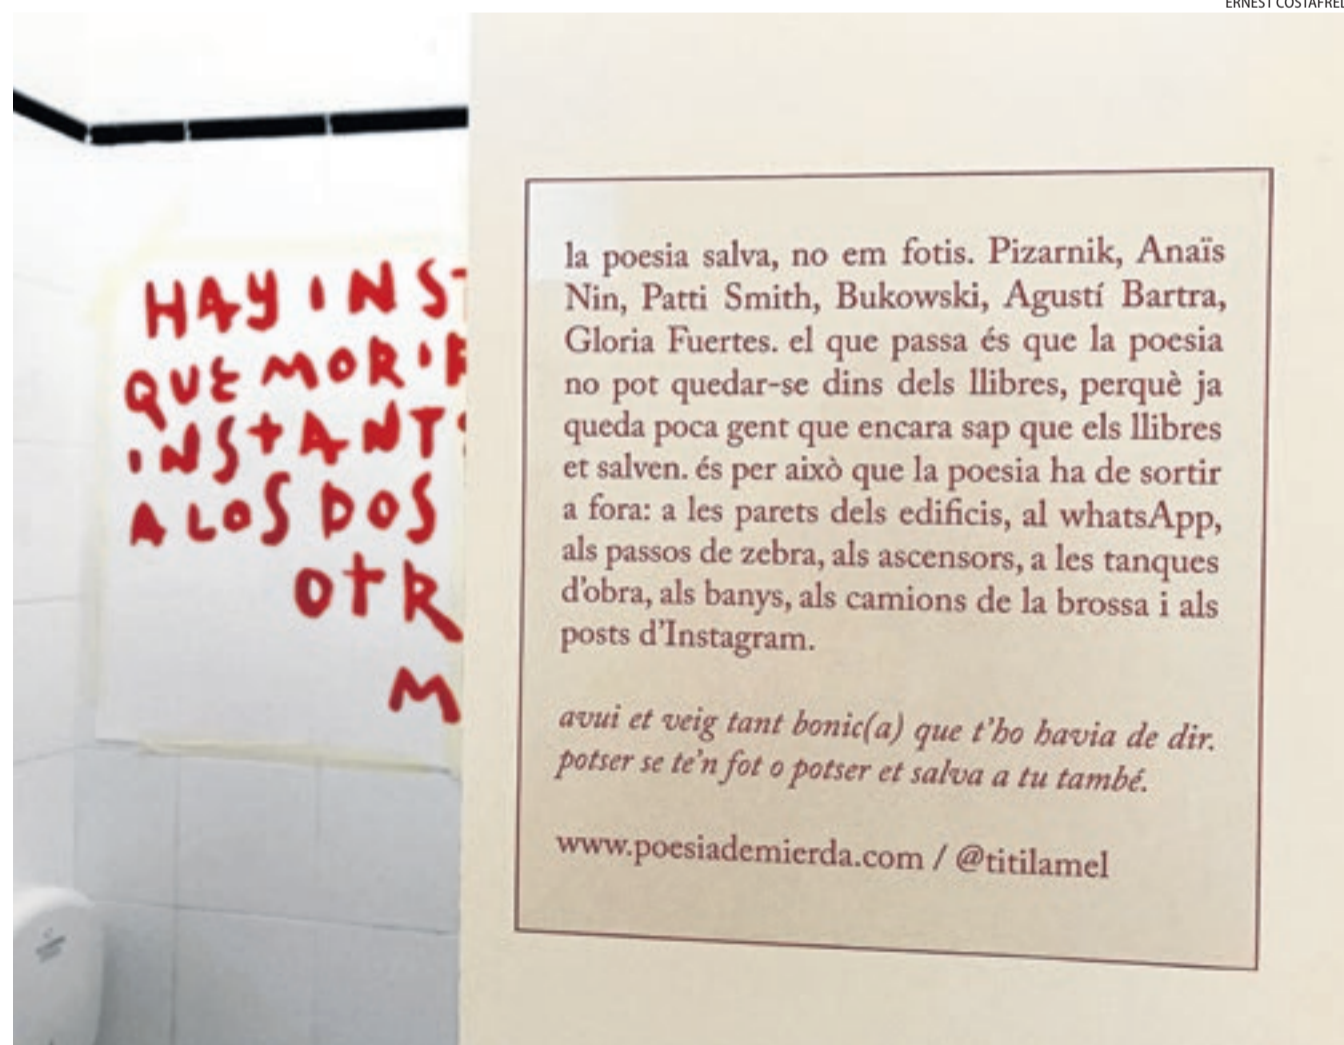 ERNEST COSTAFREL
HAY INST
QUE MORIR
INSTANT
A LOS DOS
OTR
M
la poesia salva, no em fotis. Pizarnik, Anaïs
Nin, Patti Smith, Bukowski, Agustí Bartra,
Gloria Fuertes. el que passa és que la poesia
no pot quedar-se dins dels llibres, perquè ja
queda poca gent que encara sap que els llibres
et salven. és per això que la poesia ha de sortir
a fora: a les parets dels edificis, al whatsApp,
als passos de zebra, als ascensors, a les tanques
d'obra, als banys, als camions de la brossa i als
posts d'Instagram.
avui et veig tant bonic(a) que t'ho havia de dir.
potser se te'n fot o potser et salva a tu també.
www.poesiademierda.com / @titilamel